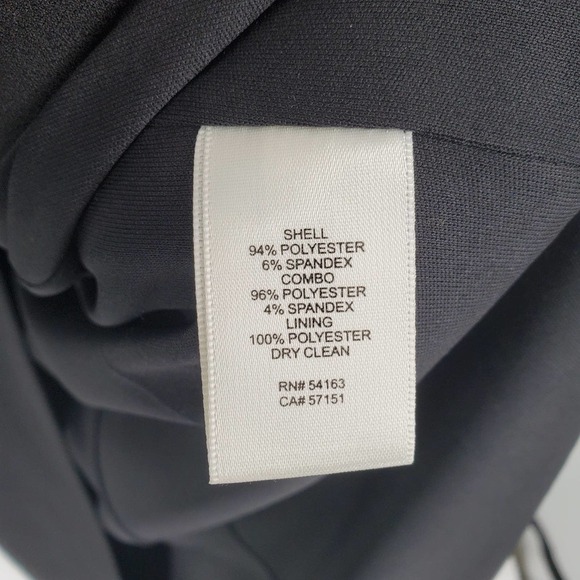 SHELL
94% POLYESTER
6% SPANDEX
COMBO
96% POLYESTER
4% SPANDEX
LINING
100% POLYESTER
DRY CLEAN
RN# 54163
CA# 57151